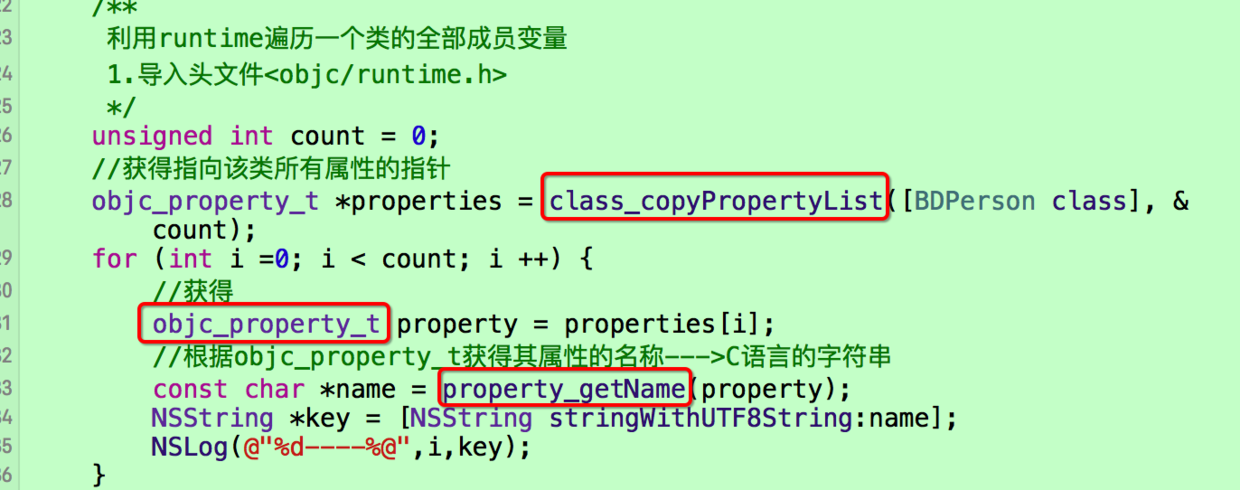 22 /**
23 利用runtime遍历一个类的全部成员变量
24 1.导入头文件<objc/runtime.h>
25 */
26 unsigned int count = 0;
27 //获得指向该类所有属性的指针
28 objc_property_t *properties = class_copyPropertyList([BDPerson class], &
count);
29 for (int i =0; i < count; i ++) {
30 //获得
31 objc_property_t property = properties[i];
32 //根据objc_property_t获得其属性的名称--->C语言的字符串
33 const char *name = property_getName(property);
34 NSString *key = [NSString stringWithUTF8String:name];
35 NSLog(@"%d----%@",i,key);
36 }